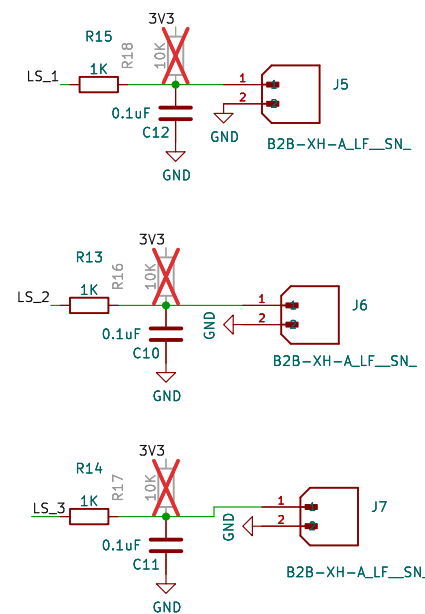 3V3
R15
R18
10K
LS_1
1K
1
J5
2
0.1uF
C12
GND
GND
B2B-XH-A_LF__SN_
3V3
R13
R16
10K
LS_2
1K
1
J6
2
GND
0.1uF
C10
B2B-XH-A_LF__SN_
GND
3V3
R14
R17
10K
LS_3
1K
1
J7
2
GND
0.1uF
C11
B2B-XH-A_LF__SN_
GND